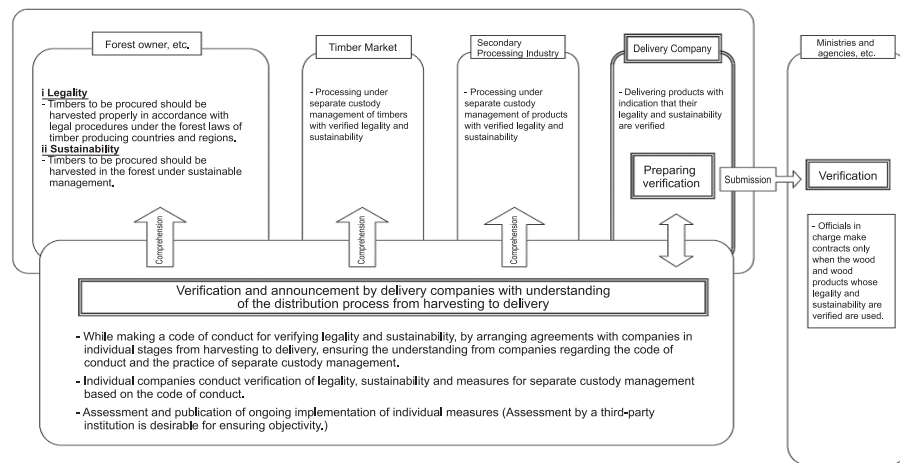 Forest owner, etc.
i Legality
- Timbers to be procured should be
harvested properly in accordance with
legal procedures under the forest laws of
timber producing countries and regions.
ii Sustainability
- Timbers to be procured should be
harvested in the forest under sustainable
management.
Timber Market
- Processing under
separate custody
management of timbers
with verified legality and
sustainability
Secondary
Processing Industry
- Processing under
separate custody
management of products
with verified legality and
sustainability
Delivery Company
- Delivering products with
indication that their
legality and sustainability
are verified
Preparing
verification
Submission
Ministries and
agencies, etc.
Verification
- Officials in
charge make
contracts only
when the wood
and wood
products whose
legality and
sustainability are
verified are used.
Comprehension
Comprehension
Comprehension
Verification and announcement by delivery companies with understanding
of the distribution process from harvesting to delivery
- While making a code of conduct for verifying legality and sustainability, by arranging agreements with companies in
individual stages from harvesting to delivery, ensuring the understanding from companies regarding the code of
conduct and the practice of separate custody management.
- Individual companies conduct verification of legality, sustainability and measures for separate custody management
based on the code of conduct.
- Assessment and publication of ongoing implementation of individual measures (Assessment by a third-party
institution is desirable for ensuring objectivity.)